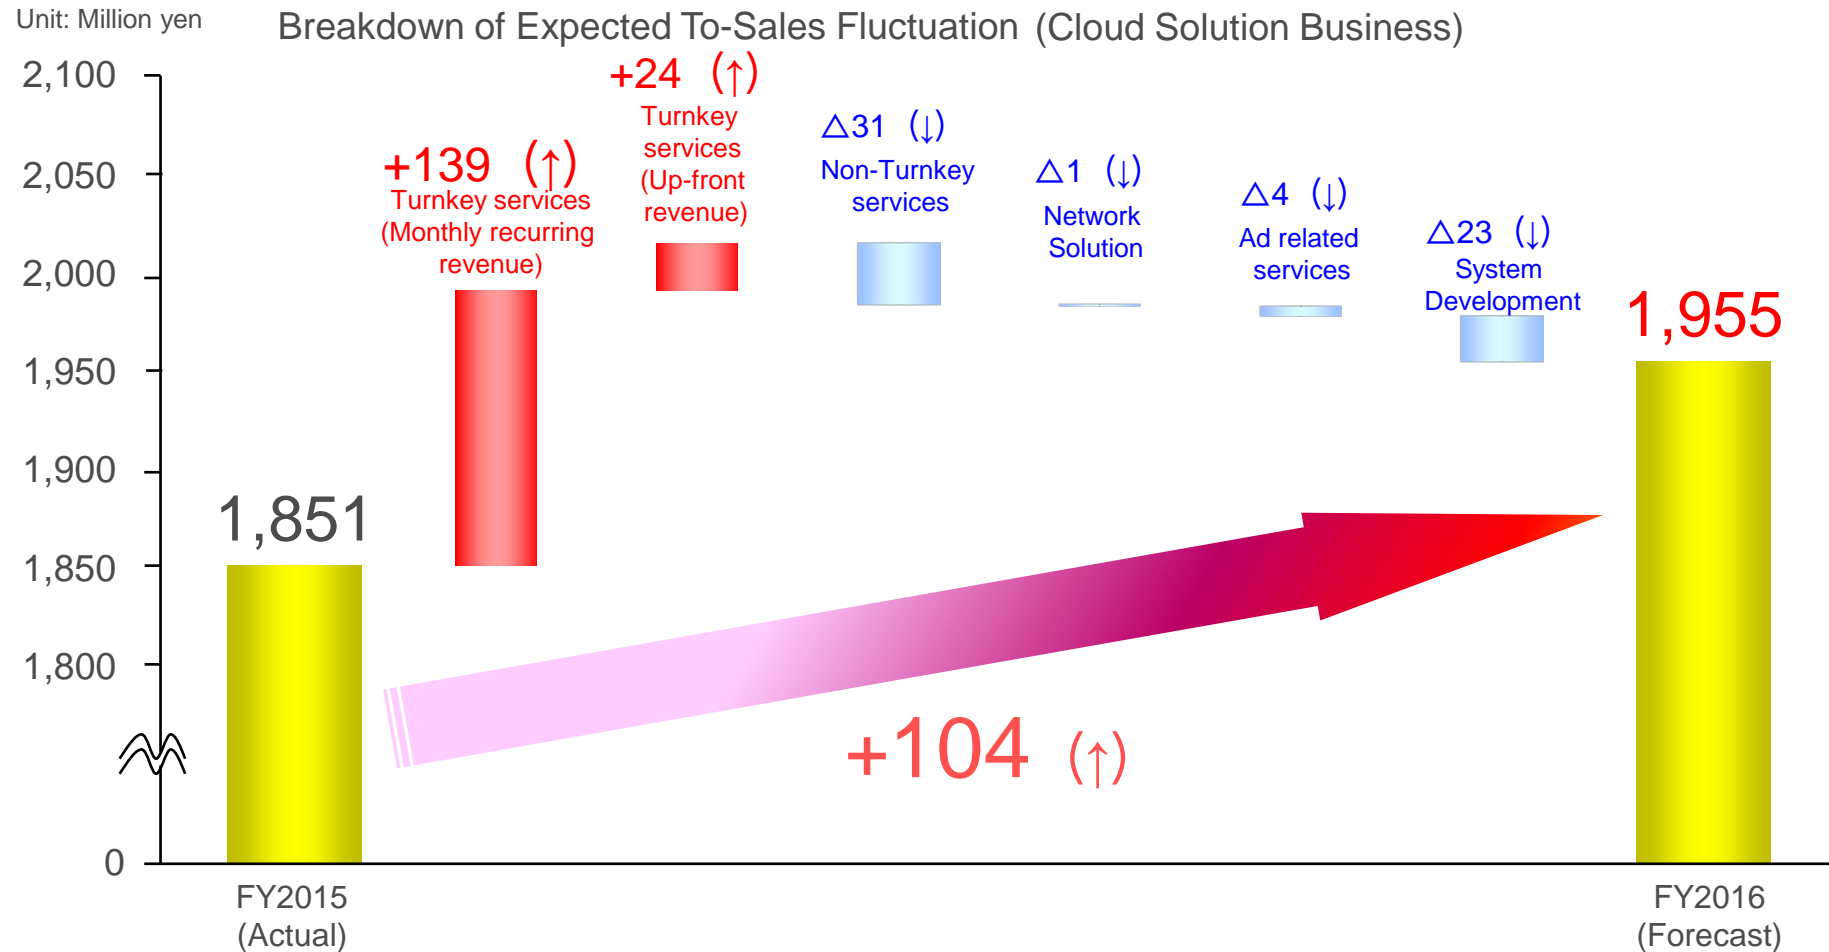 Unit: Million yen
Breakdown of Expected To-Sales Fluctuation (Cloud Solution Business)
2,100
2,050
2,000
1,950
1,900
1,850
1,800
0
+139 (↑)
Turnkey services
(Monthly recurring
revenue)
+24 (↑)
Turnkey
services
(Up-front
revenue)
△31 (↓)
Non-Turnkey
services
△1 (↓)
Network
Solution
△4 (↓)
Ad related
services
△23 (↓)
System
Development
1,851
1,955
+104 (↑)
FY2015
(Actual)
FY2016
(Forecast)